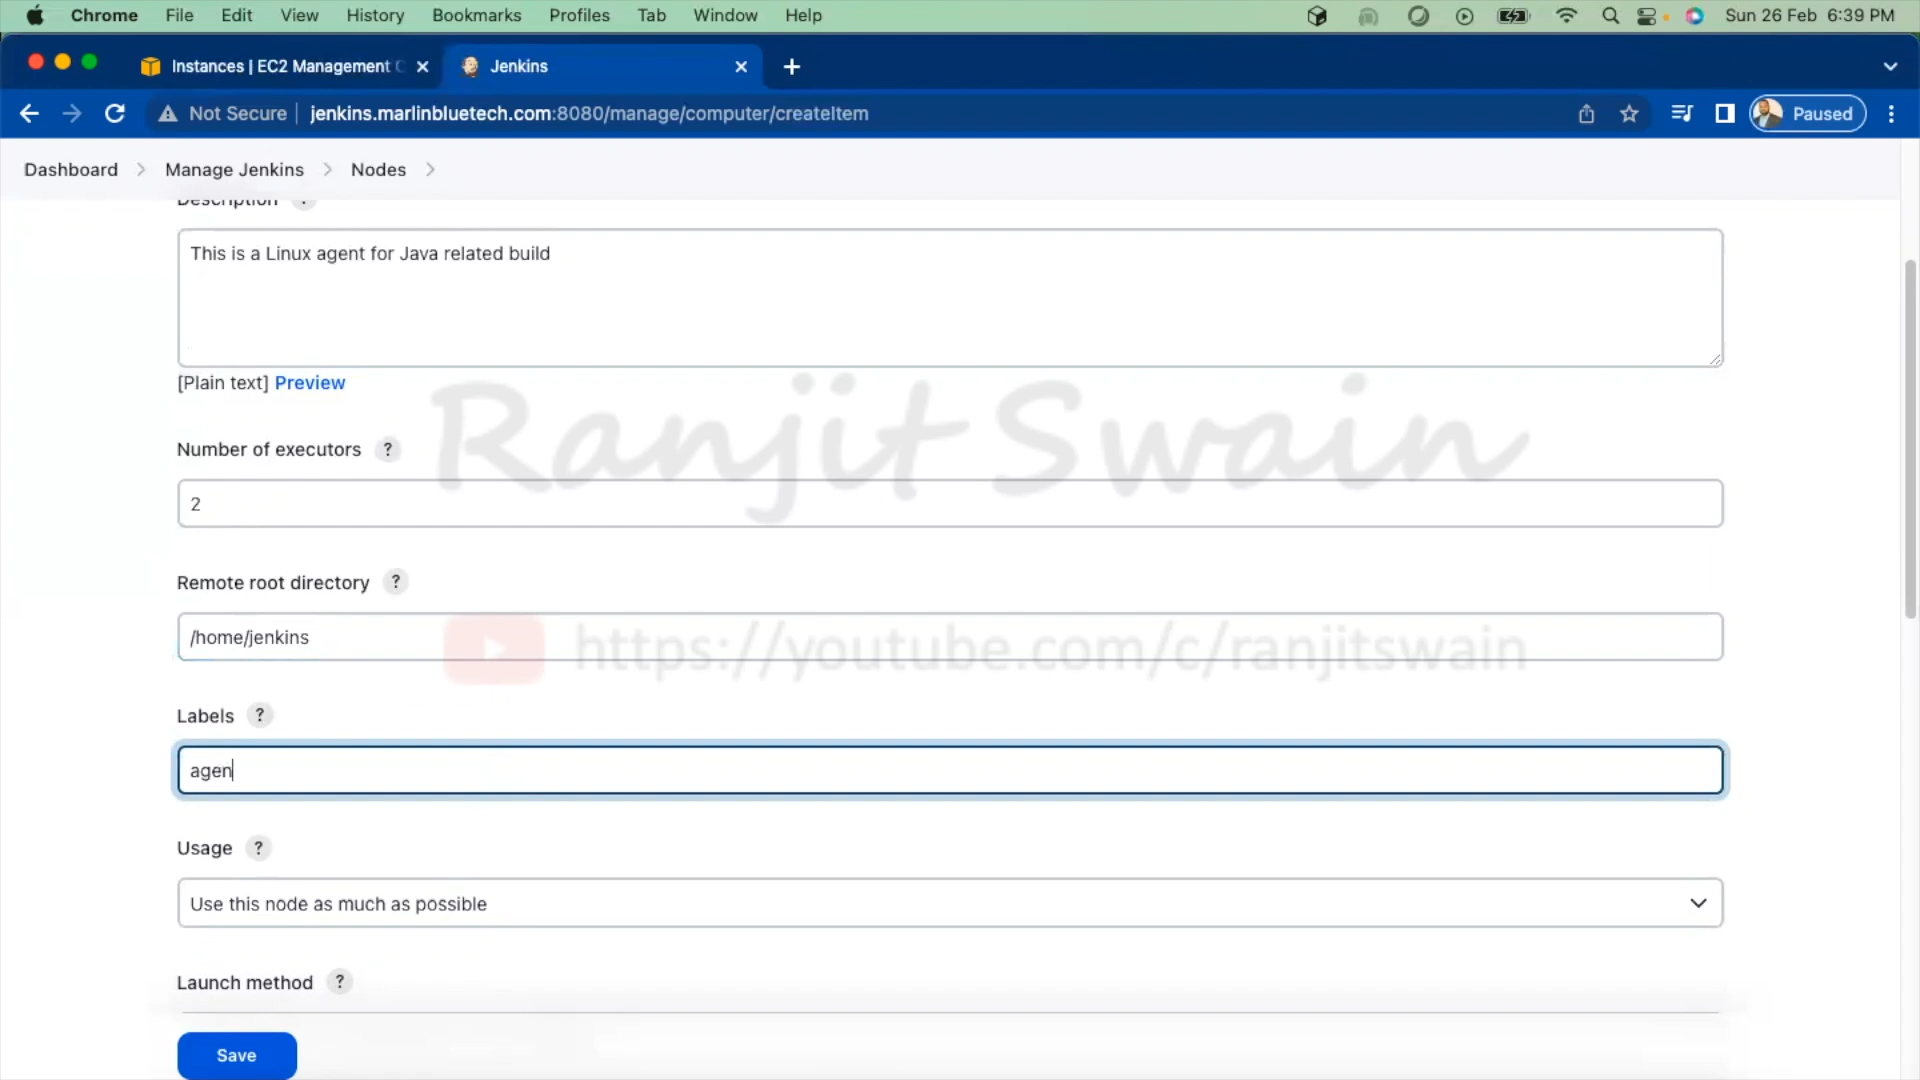 Chrome File Edit View History Bookmarks Profiles Tab Window Help Sun 26 Feb 6:39 PM
Instances | EC2 Management C Jenkins
Not Secure jenkins.marlinbluetech.com:8080/manage/computer/createItem Paused
Dashboard Manage Jenkins Nodes
Description ?
This is a Linux agent for Java related build
[Plain text] Preview
Ranjit Swain
Number of executors ?
2
Remote root directory ?
/home/jenkins
https://youtube.com/c/ranjitswain
Labels ?
agen
Usage ?
Use this node as much as possible
Launch method ?
Save